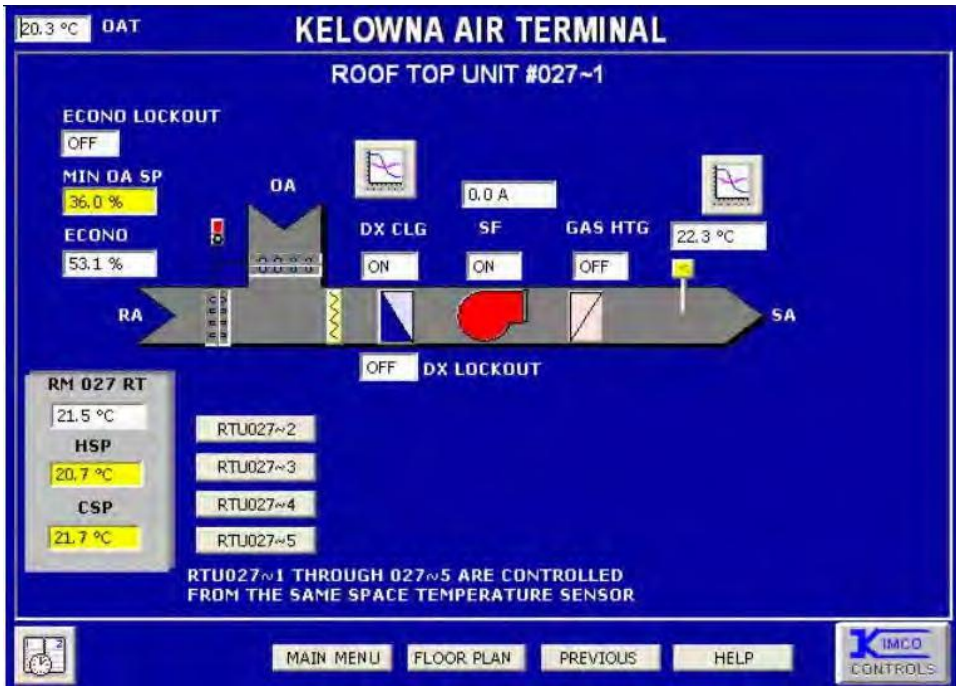 20.3 °C OAT
KELOWNA AIR TERMINAL
ROOF TOP UNIT #027~1
ECONO LOCKOUT
OFF
MIN OA SP
36.0 %
ECONO
53.1 %
OA
0.0 A
DX CLG
SF
GAS HTG
22.3 °C
ON
ON
OFF
RA
SA
OFF
DX LOCKOUT
RM 027 RT
21.5 °C
HSP
20.7 °C
CSP
21.7 °C
RTU027~2
RTU027~3
RTU027~4
RTU027~5
RTU027~1 THROUGH 027~5 ARE CONTROLLED
FROM THE SAME SPACE TEMPERATURE SENSOR
MAIN MENU
FLOOR PLAN
PREVIOUS
HELP
KIMCO
CONTROLS